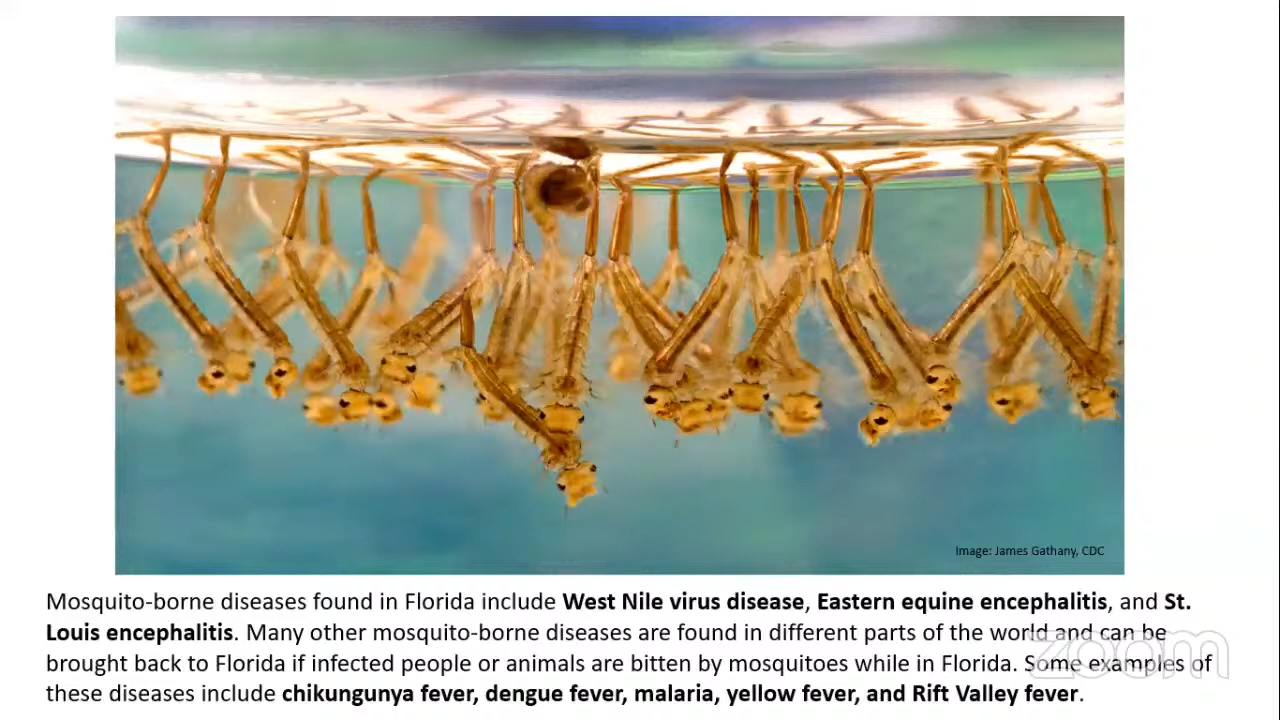 Image: James Gathany, CDC
Mosquito-borne diseases found in Florida include West Nile virus disease, Eastern equine encephalitis, and St.
Louis encephalitis. Many other mosquito-borne diseases are found in different parts of the world and can be
brought back to Florida if infected people or animals are bitten by mosquitoes while in Florida. Some examples of
these diseases include chikungunya fever, dengue fever, malaria, yellow fever, and Rift Valley fever.
zoom